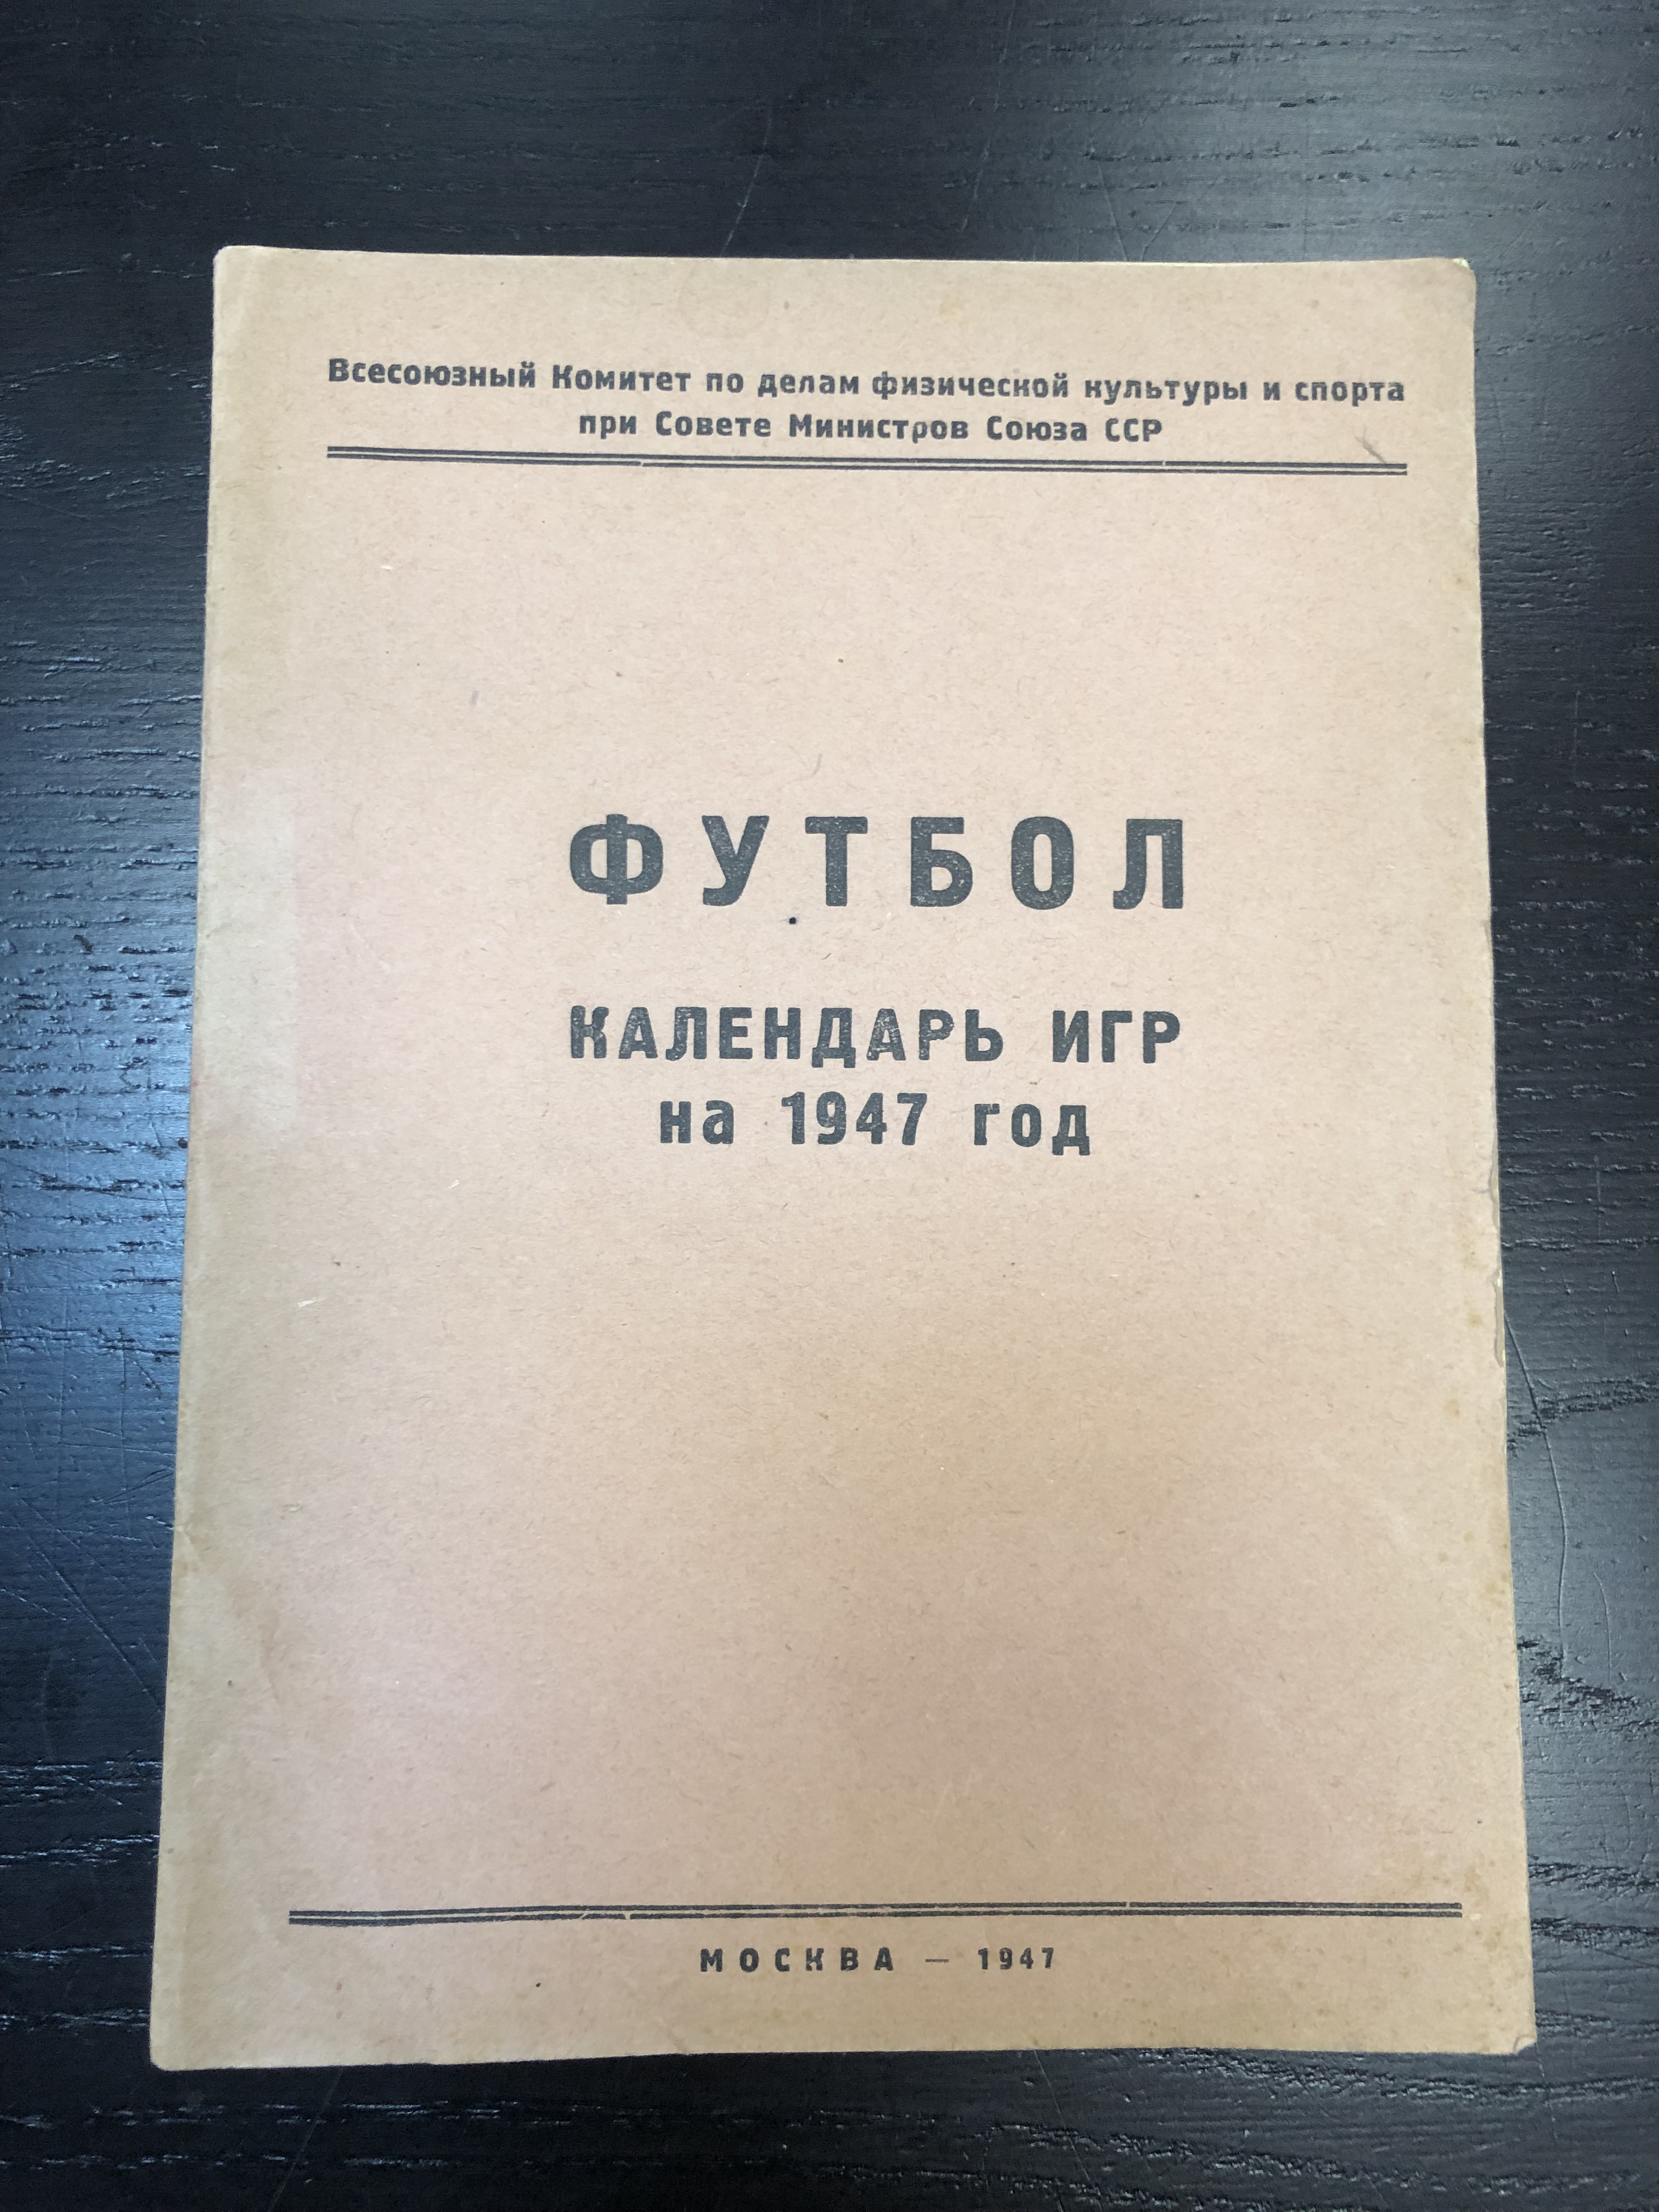 Всесоюзный Комитет по делам физической культуры и спорта
при Совете Министров Союза ССР
ФУТБОЛ
КАЛЕНДАРЬ ИГР
на 1947 год
МОСКВА — 1947